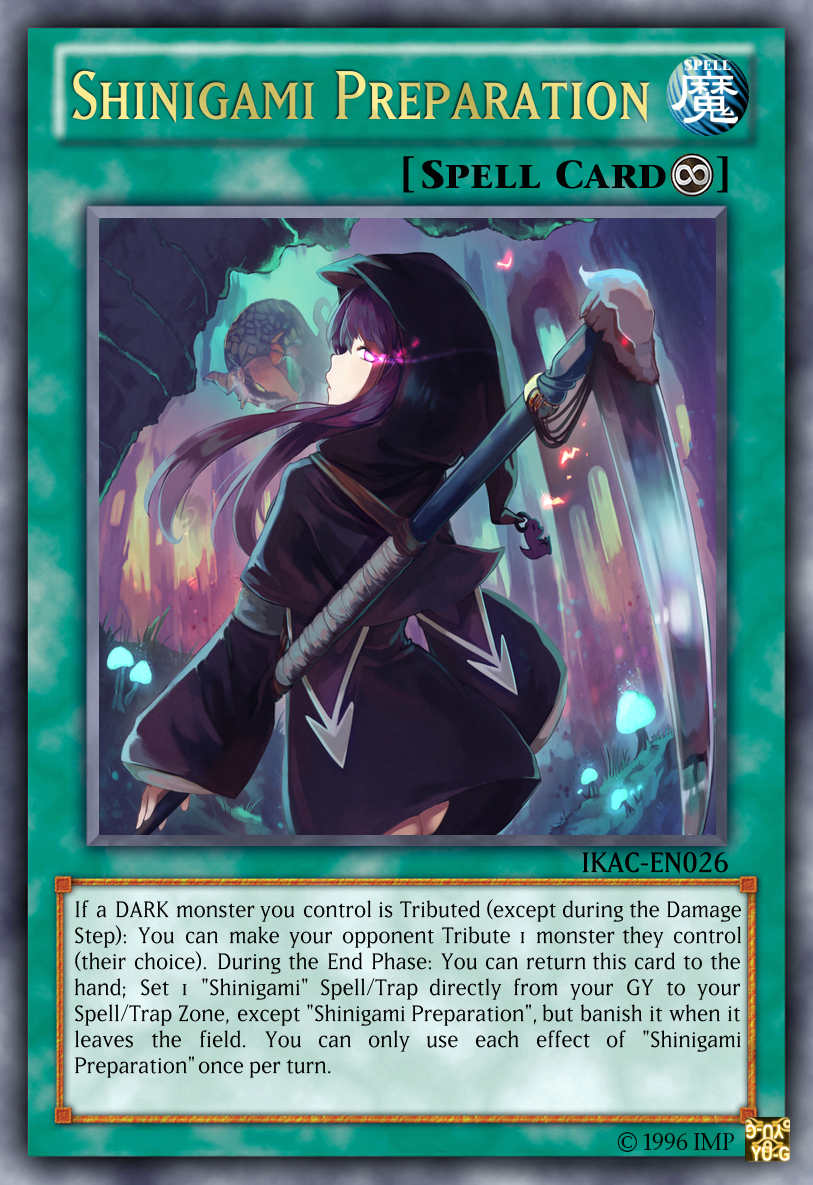 SHINIGAMI PREPARATION
SPELL
魔
[SPELL CARD∞]
IKAC-EN026
If a DARK monster you control is Tributed (except during the Damage
Step): You can make your opponent Tribute 1 monster they control
(their choice). During the End Phase: You can return this card to the
hand; Set 1 "Shinigami" Spell/Trap directly from your GY to your
Spell/Trap Zone, except "Shinigami Preparation", but banish it when it
leaves the field. You can only use each effect of "Shinigami
Preparation" once per turn.
© 1996 IMP